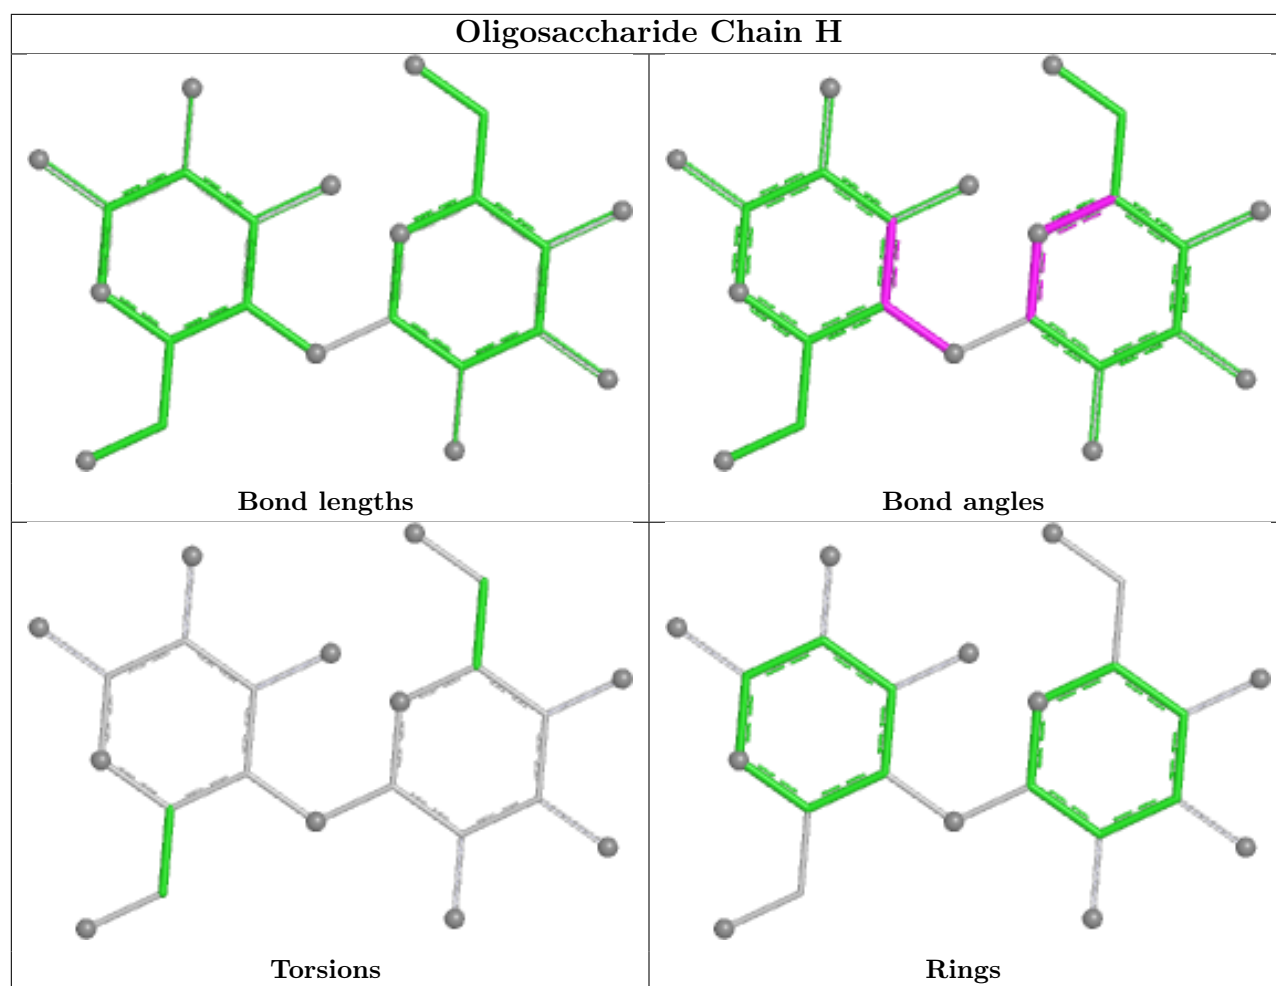 Oligosaccharide Chain H
Bond lengths
Bond angles
Torsions
Rings